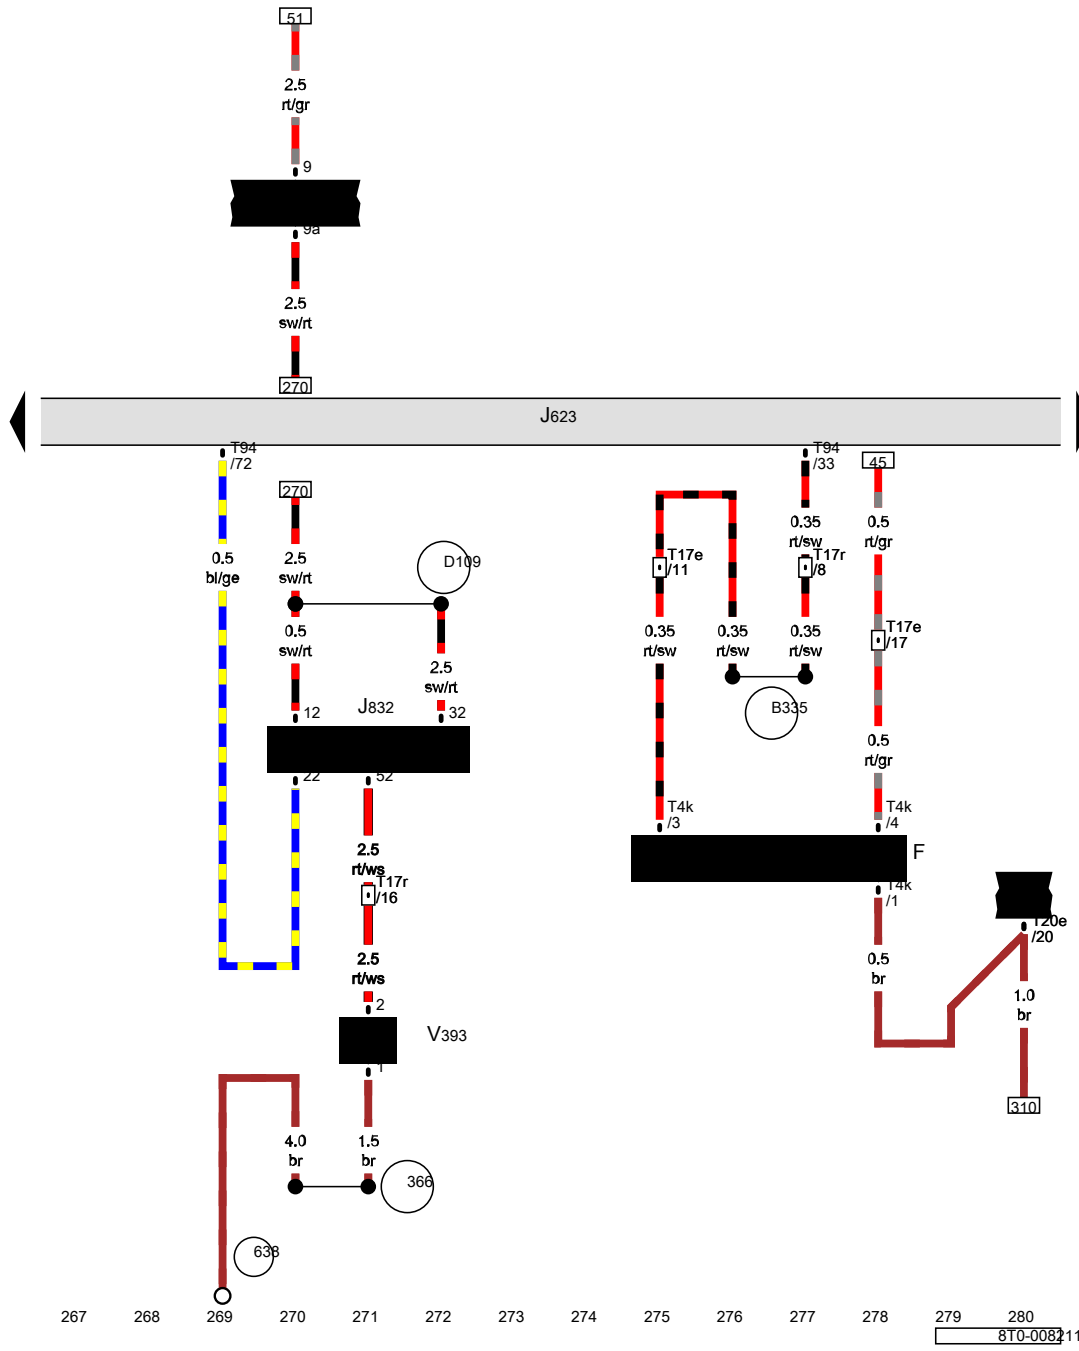 51
2.5
rt/gr
9
9a
2.5
sw/rt
270
J623
T94
/72
T94
/33
45
270
0.5
bl/ge
2.5
sw/rt
D109
T17e
/11
0.35
rt/sw
T17r
/8
0.5
rt/gr
0.5
sw/rt
0.35
rt/sw
0.35
rt/sw
0.35
rt/sw
T17e
/17
2.5
sw/rt
J832
12
32
B335
0.5
rt/gr
22
52
T4k
/3
T4k
/4
2.5
rt/ws
F
T17r
/16
T4k
/1
T20e
/20
2.5
rt/ws
0.5
br
1.0
br
2
V393
1
310
4.0
br
1.5
br
366
638
267 268 269 270 271 272 273 274 275 276 277 278 279 280
8T0-008211